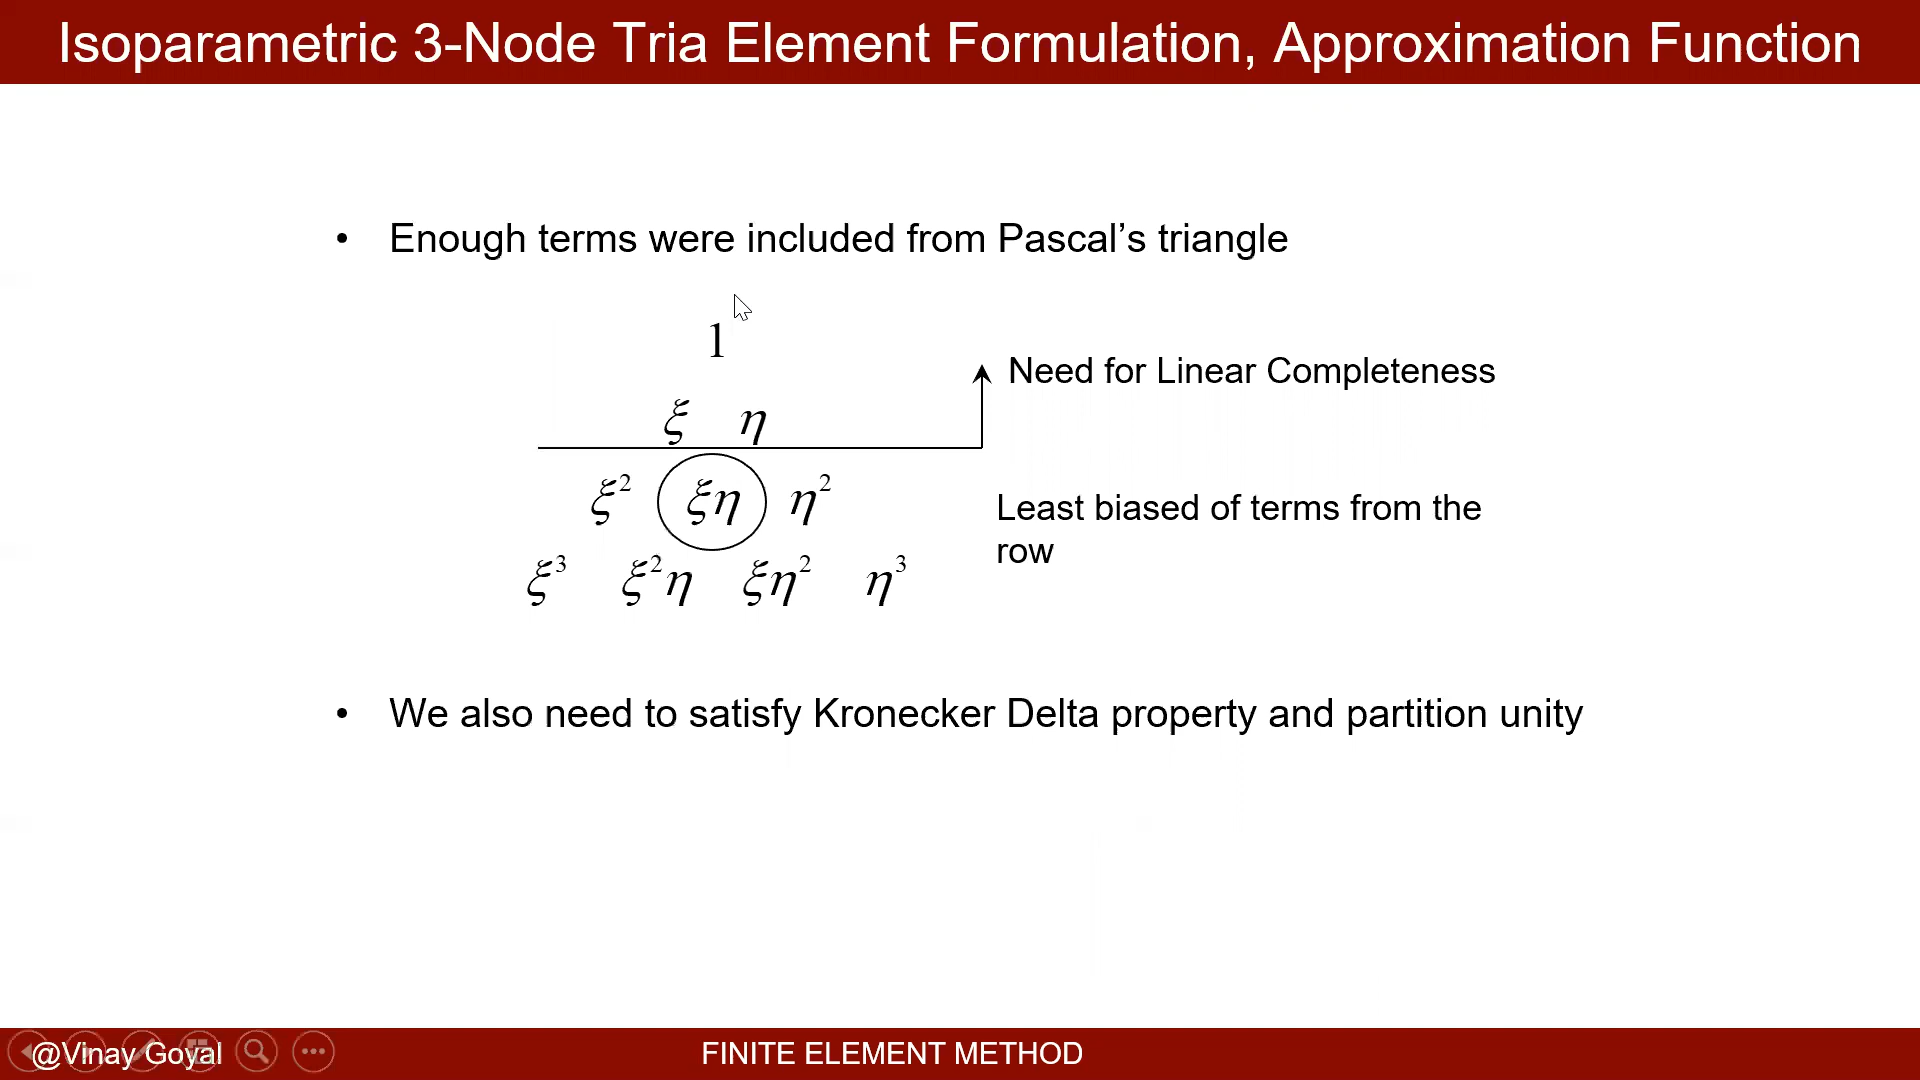 Isoparametric 3-Node Tria Element Formulation, Approximation Function
• Enough terms were included from Pascal’s triangle
1
Need for Linear Completeness
ξ η
ξ² ξη η²
Least biased of terms from the
row
ξ³ ξ²η ξη² η³
• We also need to satisfy Kronecker Delta property and partition unity
@Vinay Goyal
FINITE ELEMENT METHOD